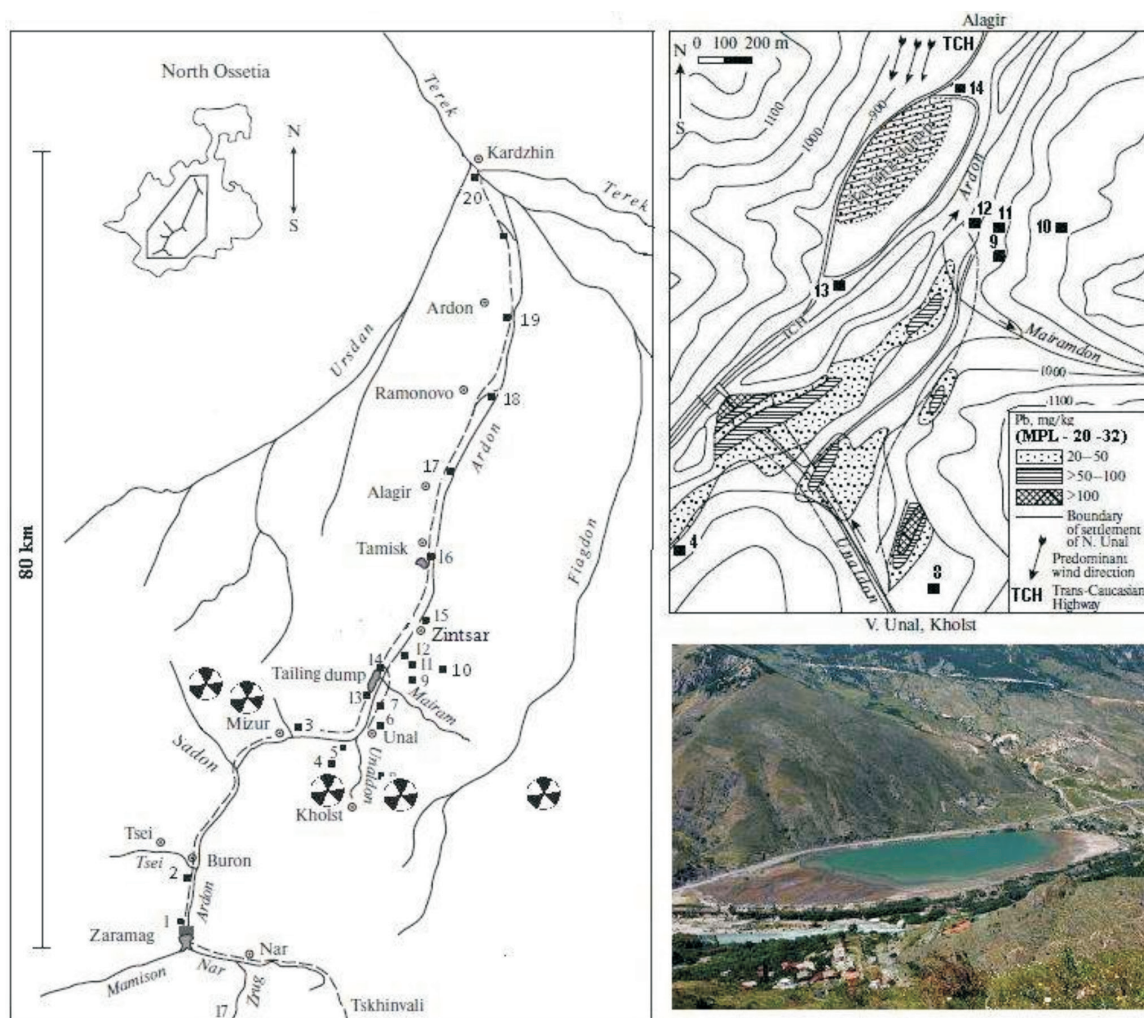 North Ossetia
N
S
Terek
Kardzhin
20
Terek
Ardon
19
Ursdan
Ramonovo
18
Ardon
17
Alagir
Fiagdon
Tamisk
16
80 km
15
Zintsar
12
14
11
10
Tailing dump
9
13
Mairam
7
Mizur
3
6
Unal
Sadon
5
4
Unaldon
Kholst
Tsei
Tsei
Buron
2
Ardon
1
Zaramag
Nar
Nar
Mamison
Zrug
17
Tskhinvali
Alagir
0 100 200 m
TCH
N
S
14
1100
1000
900
Ardon
12
11
10
9
13
TCH
Mairamdon
1000
1100
Pb, mg/kg
(MPL - 20 -32)
20–50
>50–100
>100
Boundary
of settlement
of N. Unal
Predominant
wind direction
TCH Trans-Caucasian
Highway
4
Unaldon
8
V. Unal, Kholst